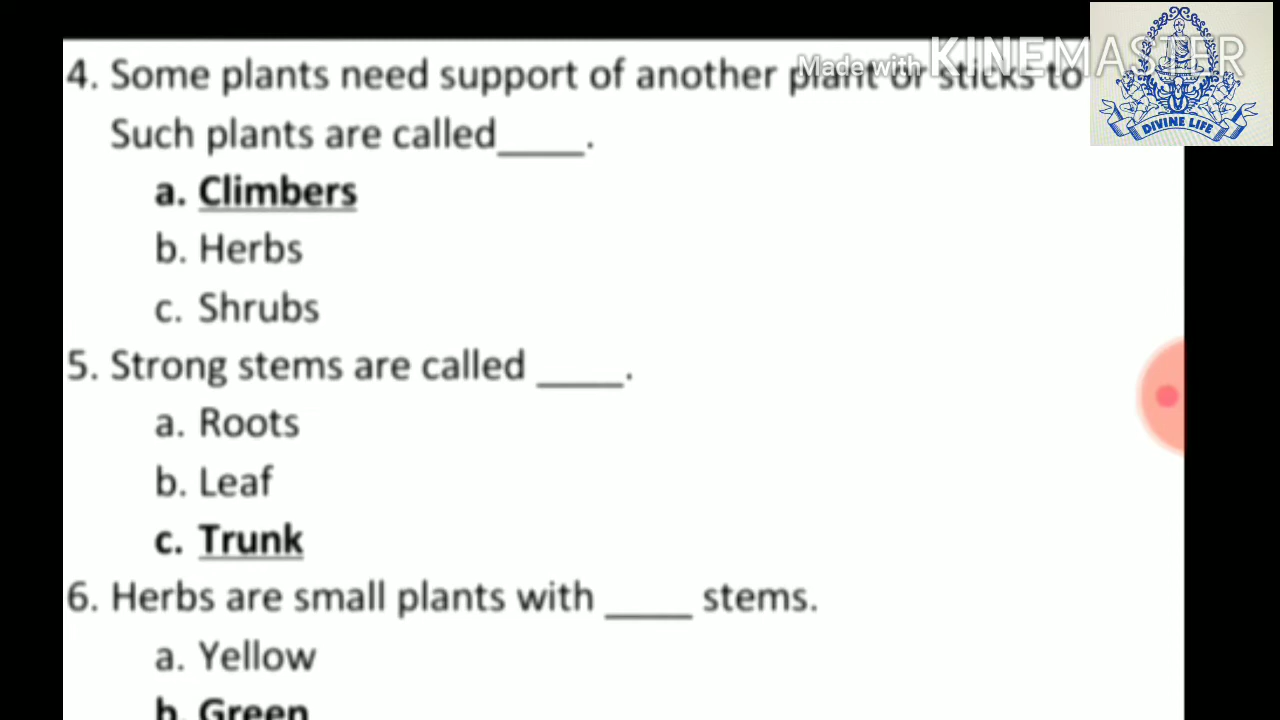 Made with KINEMASTER
4. Some plants need support of another plant or sticks to
Such plants are called_____.
a. Climbers
b. Herbs
c. Shrubs
5. Strong stems are called _____.
a. Roots
b. Leaf
c. Trunk
6. Herbs are small plants with _____ stems.
a. Yellow
b. Green
DIVINE LIFE